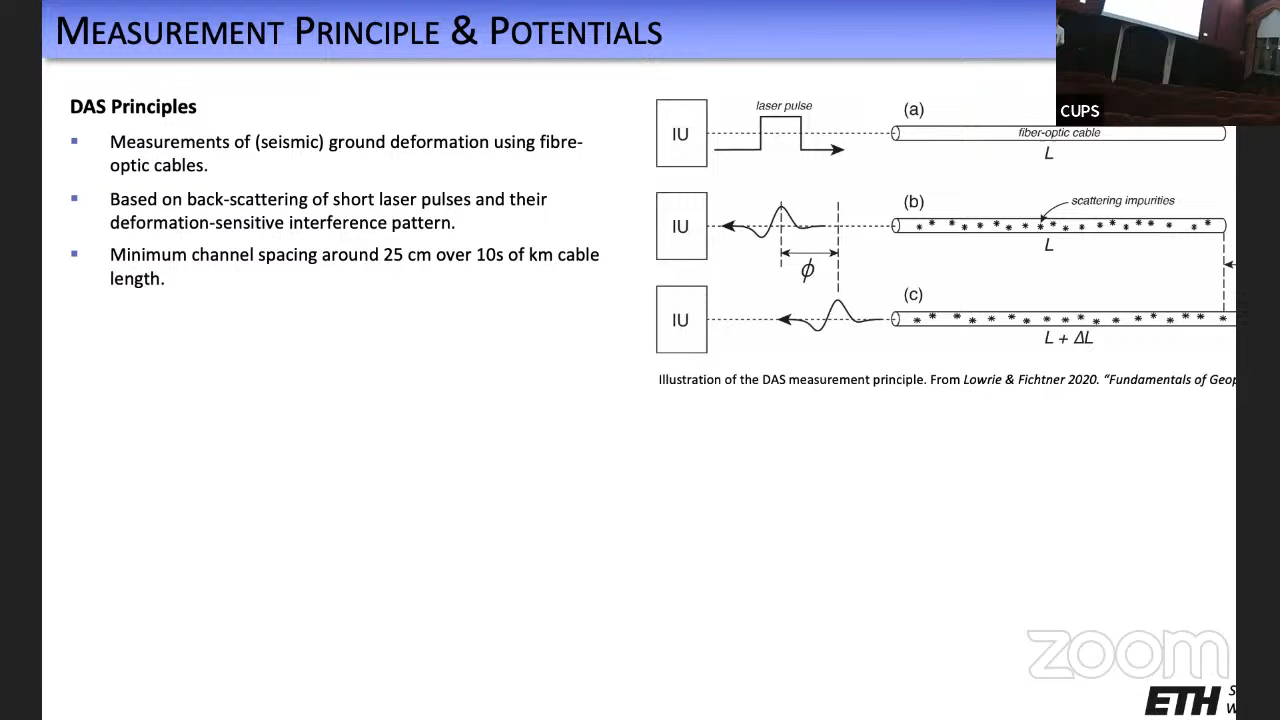 MEASUREMENT PRINCIPLE & POTENTIALS
CUPS
DAS Principles
▪ Measurements of (seismic) ground deformation using fibre-
optic cables.
▪ Based on back-scattering of short laser pulses and their
deformation-sensitive interference pattern.
▪ Minimum channel spacing around 25 cm over 10s of km cable
length.
IU
laser pulse
(a)
fiber-optic cable
L
IU
ϕ
(b)
scattering impurities
L
IU
(c)
L + ΔL
Illustration of the DAS measurement principle. From Lowrie & Fichtner 2020. “Fundamentals of Geop
zoom
ETH
S
W